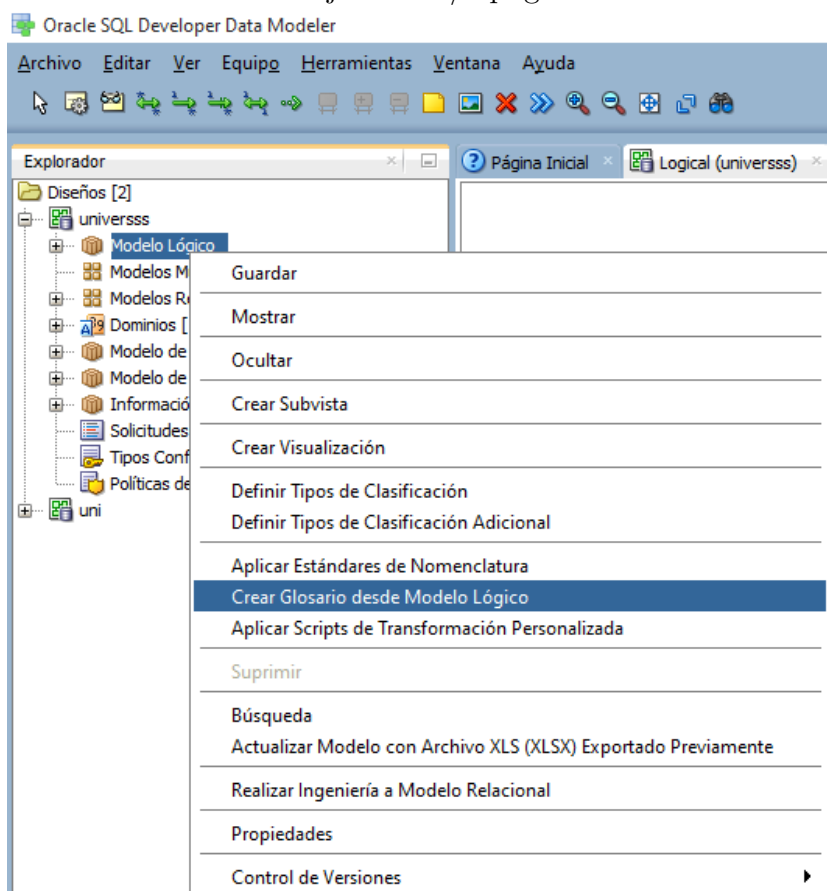 Oracle SQL Developer Data Modeler
Archivo Editar Ver Equipo Herramientas Ventana Ayuda
Explorador
Página Inicial
Logical (universss)
Diseños [2]
universss
Modelo Lógico
Modelos M
Modelos R
Dominios [
Modelo de
Modelo de
Informació
Solicitudes
Tipos Conf
Políticas de
uni
Guardar
Mostrar
Ocultar
Crear Subvista
Crear Visualización
Definir Tipos de Clasificación
Definir Tipos de Clasificación Adicional
Aplicar Estándares de Nomenclatura
Crear Glosario desde Modelo Lógico
Aplicar Scripts de Transformación Personalizada
Suprimir
Búsqueda
Actualizar Modelo con Archivo XLS (XLSX) Exportado Previamente
Realizar Ingeniería a Modelo Relacional
Propiedades
Control de Versiones